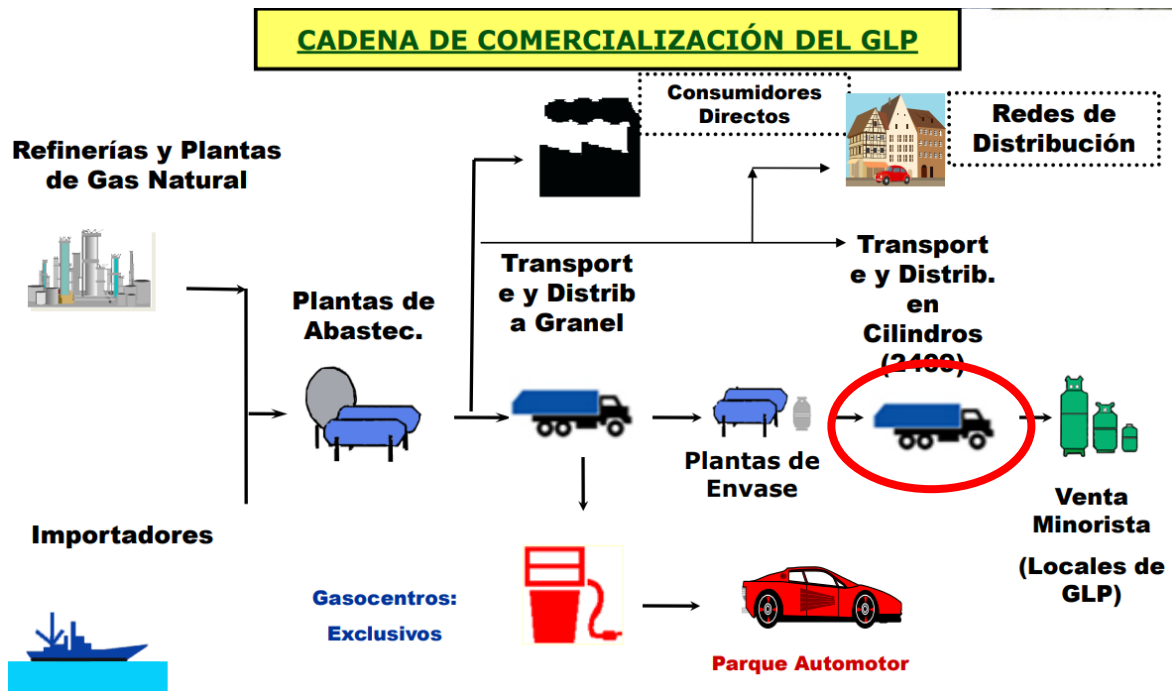 CADENA DE COMERCIALIZACIÓN DEL GLP
Consumidores
Directos
Redes de
Distribución
Refinerías y Plantas
de Gas Natural
Transport
e y Distrib
a Granel
Transport
e y Distrib.
en
Cilindros
(2499)
Plantas de
Abastec.
Plantas de
Envase
Venta
Minorista
(Locales de
GLP)
Importadores
Gasocentros:
Exclusivos
Parque Automotor